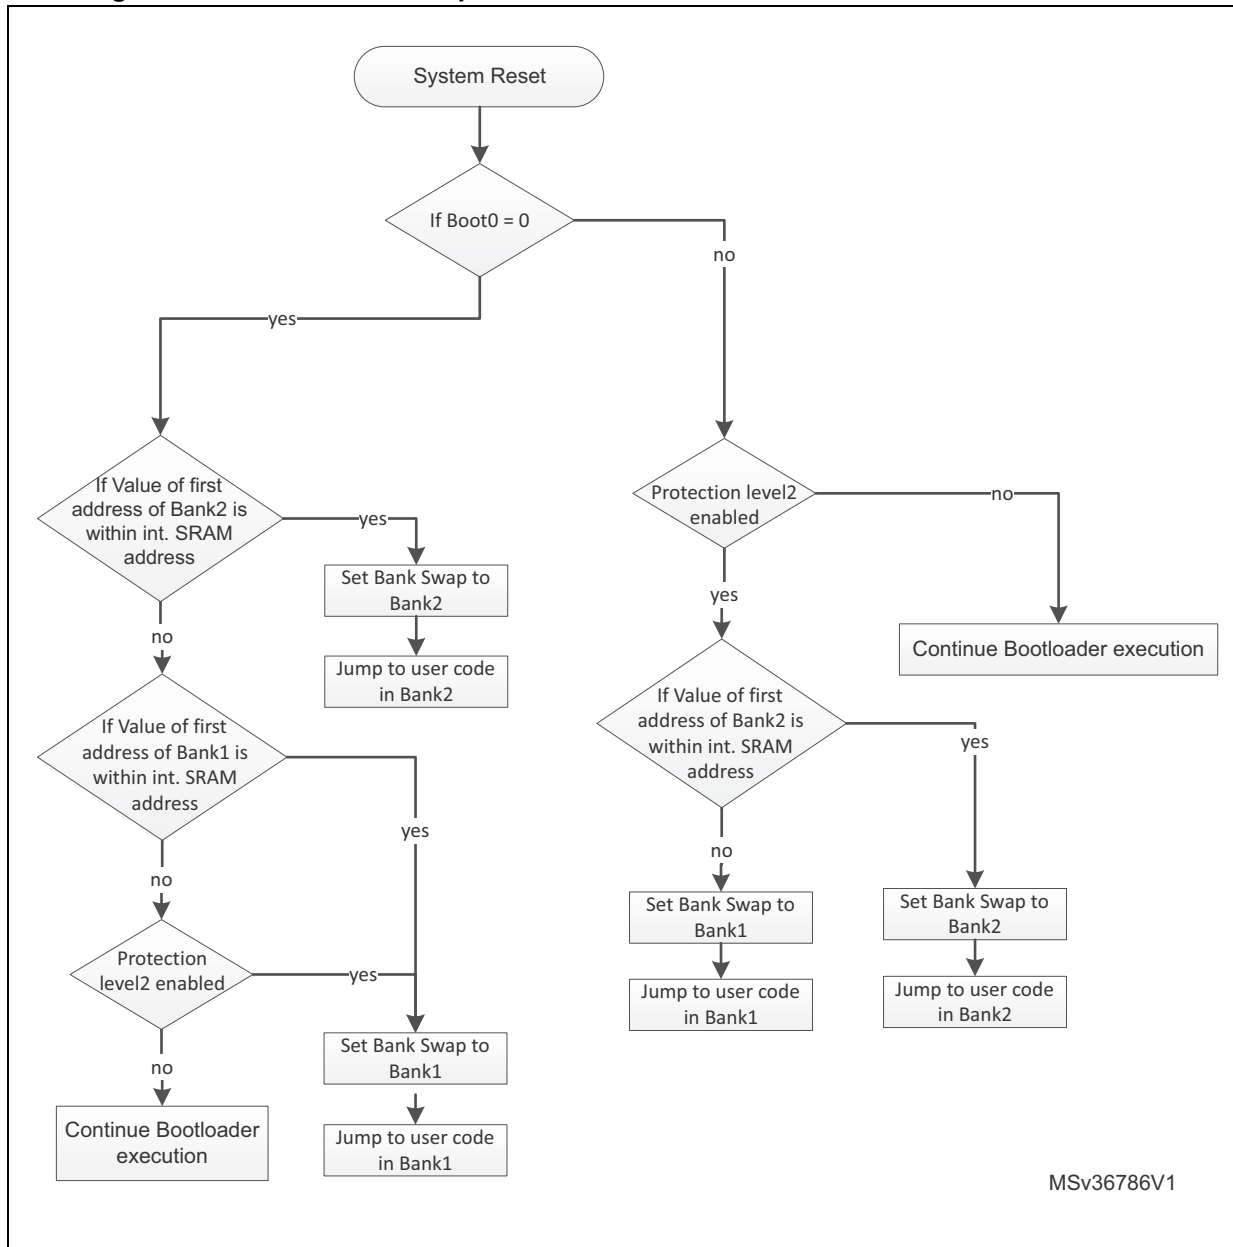 System Reset
If Boot0 = 0
no
yes
If Value of first
address of Bank2 is
within int. SRAM
address
yes
Set Bank Swap to
Bank2
Jump to user code
in Bank2
no
If Value of first
address of Bank1 is
within int. SRAM
address
yes
no
Protection
level2 enabled
yes
no
Set Bank Swap to
Bank1
Jump to user code
in Bank1
Continue Bootloader
execution
Protection level2
enabled
no
Continue Bootloader execution
yes
If Value of first
address of Bank2 is
within int. SRAM
address
yes
no
Set Bank Swap to
Bank1
Jump to user code
in Bank1
Set Bank Swap to
Bank2
Jump to user code
in Bank2
MSv36786V1